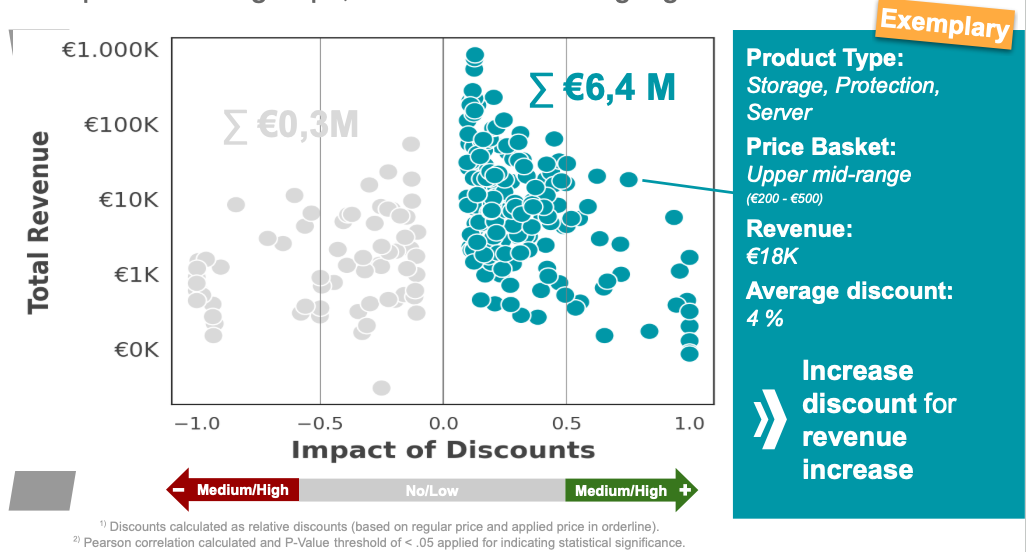 Exemplary
€1.000K
€100K
€10K
€1K
€0K
Total Revenue
∑ €0,3M
∑ €6,4 M
−1.0
−0.5
0.0
0.5
1.0
Impact of Discounts
− Medium/High
No/Low
Medium/High +
Product Type:
Storage, Protection,
Server
Price Basket:
Upper mid-range
(€200 - €500)
Revenue:
€18K
Average discount:
4 %
Increase
discount for
revenue
increase
1) Discounts calculated as relative discounts (based on regular price and applied price in orderline).
2) Pearson correlation calculated and P-Value threshold of < .05 applied for indicating statistical significance.